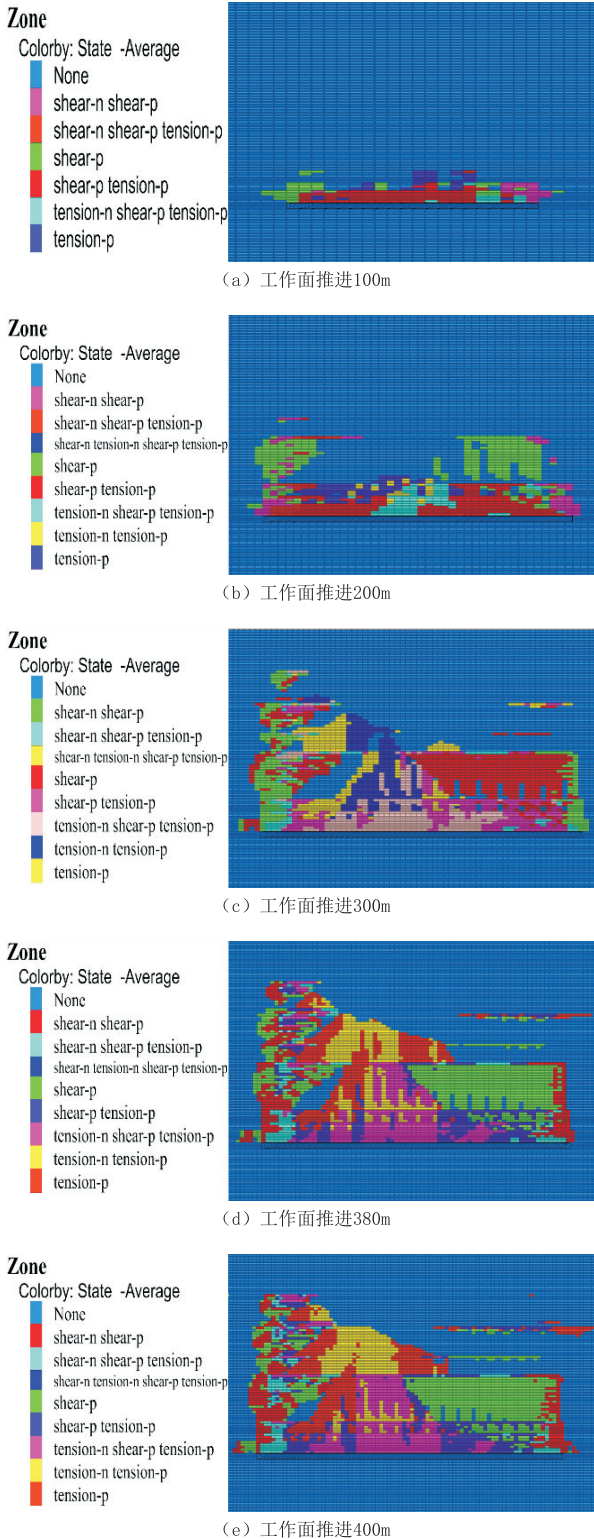 Zone
Colorby: State -Average
None
shear-n shear-p
shear-n shear-p tension-p
shear-p
shear-p tension-p
tension-n shear-p tension-p
tension-p
（a）工作面推进100m
Zone
Colorby: State -Average
None
shear-n shear-p
shear-n shear-p tension-p
shear-n tension-n shear-p tension-p
shear-p
shear-p tension-p
tension-n shear-p tension-p
tension-n tension-p
tension-p
（b）工作面推进200m
Zone
Colorby: State -Average
None
shear-n shear-p
shear-n shear-p tension-p
shear-n tension-n shear-p tension-p
shear-p
shear-p tension-p
tension-n shear-p tension-p
tension-n tension-p
tension-p
（c）工作面推进300m
Zone
Colorby: State -Average
None
shear-n shear-p
shear-n shear-p tension-p
shear-n tension-n shear-p tension-p
shear-p
shear-p tension-p
tension-n shear-p tension-p
tension-n tension-p
tension-p
（d）工作面推进380m
Zone
Colorby: State -Average
None
shear-n shear-p
shear-n shear-p tension-p
shear-n tension-n shear-p tension-p
shear-p
shear-p tension-p
tension-n shear-p tension-p
tension-n tension-p
tension-p
（e）工作面推进400m